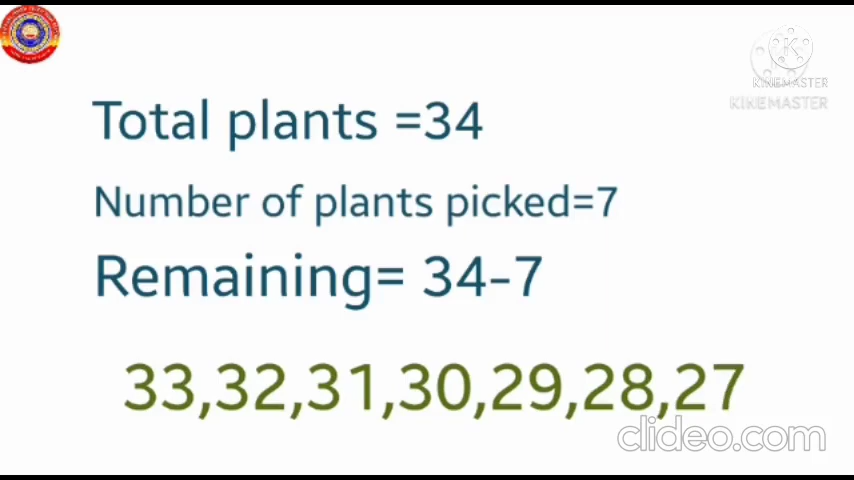 KINEMASTER
KINEMASTER
Total plants =34
Number of plants picked=7
Remaining= 34-7
33,32,31,30,29,28,27
clideo.com